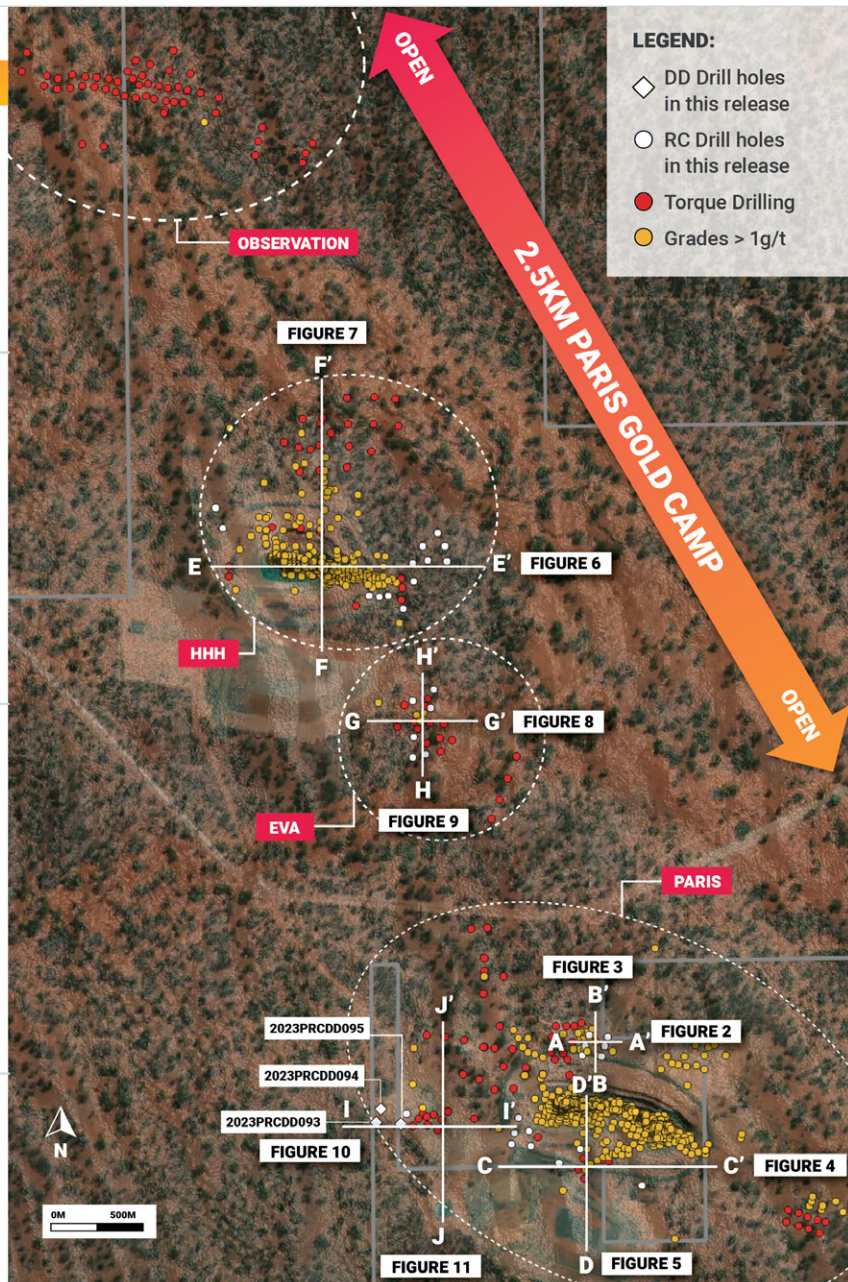 OPEN
2.5KM PARIS GOLD CAMP
OPEN
LEGEND:
DD Drill holes
in this release
RC Drill holes
in this release
Torque Drilling
Grades > 1g/t
OBSERVATION
FIGURE 7
F'
E
E'
FIGURE 6
HHH
F
H'
G
G'
FIGURE 8
H
FIGURE 9
EVA
PARIS
FIGURE 3
B'
J'
2023PRCDD095
A
A'
FIGURE 2
2023PRCDD094
D'
B
I
I'
2023PRCDD093
FIGURE 10
C
C'
FIGURE 4
N
0M
500M
J
D
FIGURE 5
FIGURE 11